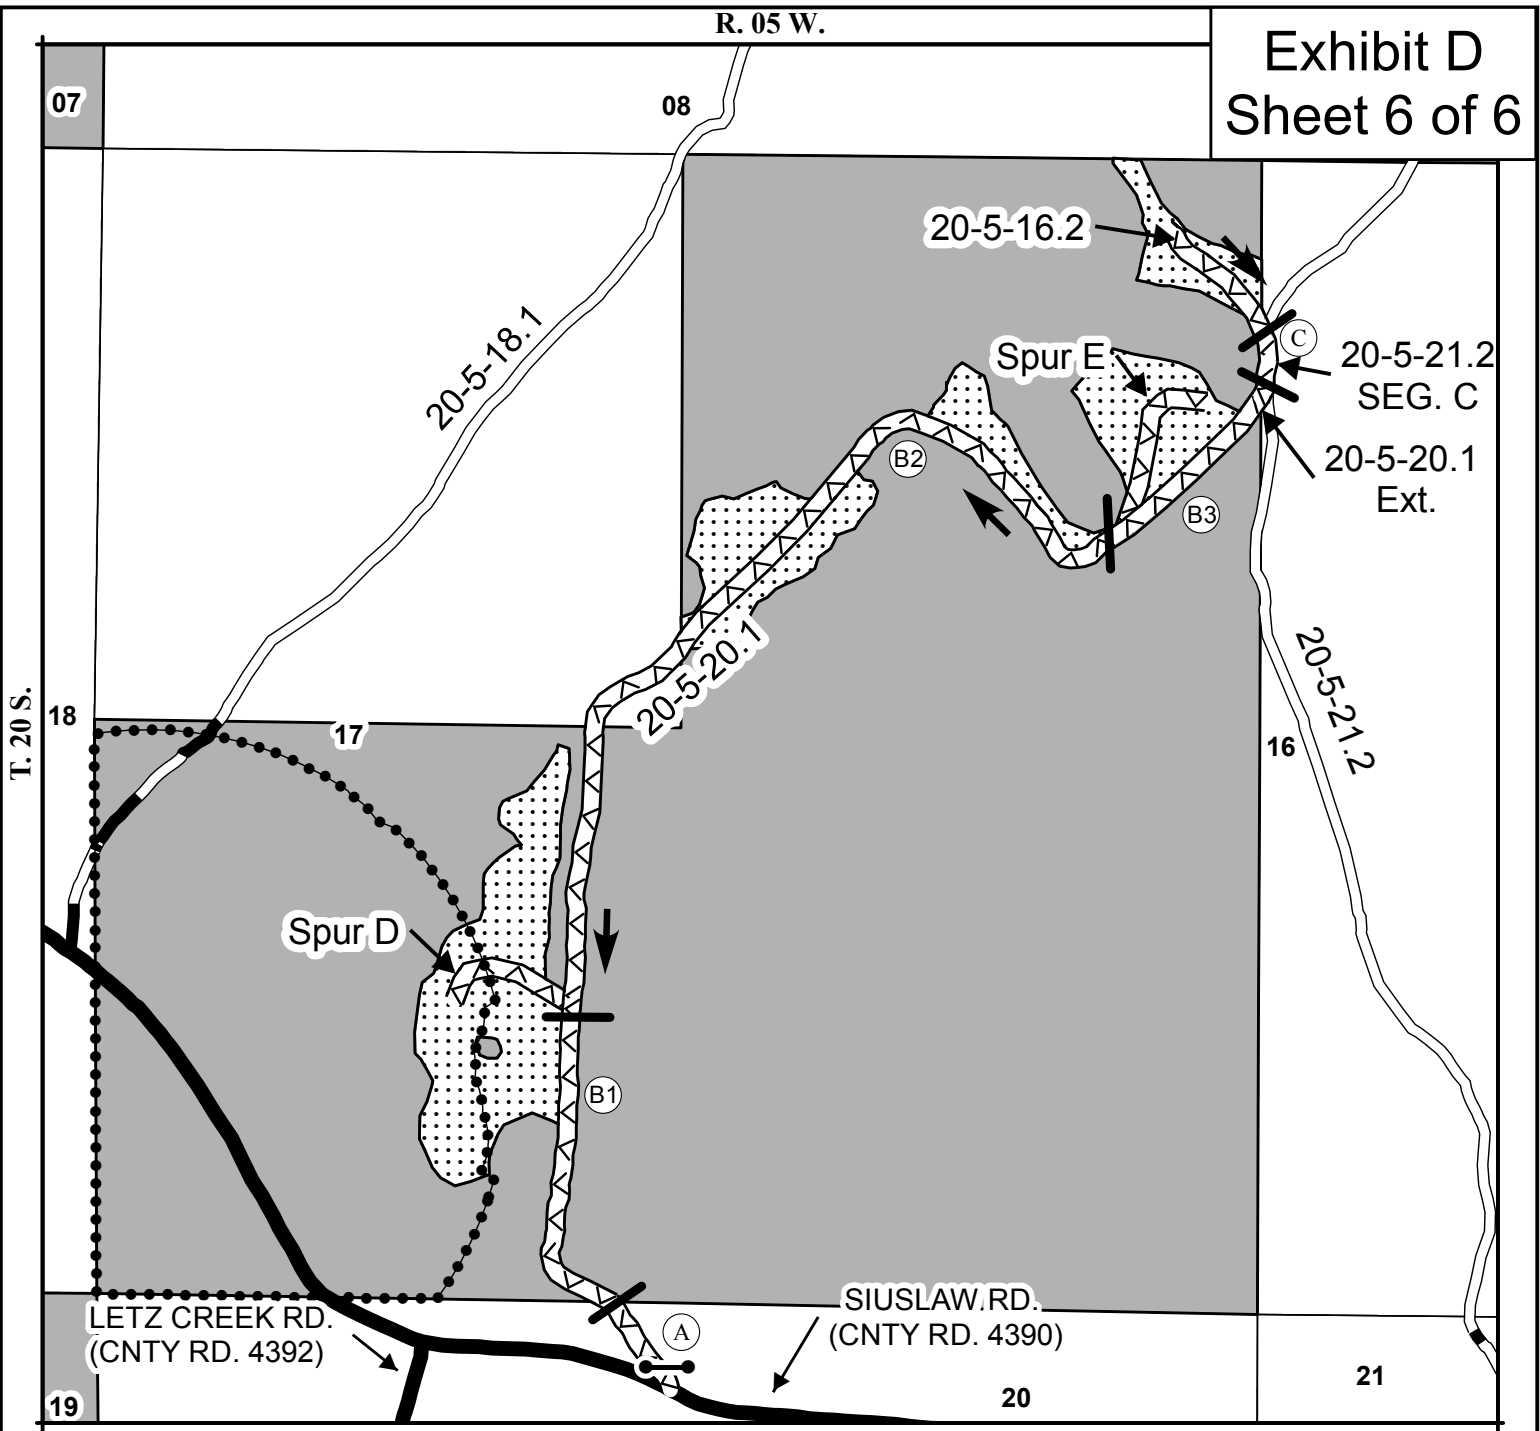 R. 05 W.
Exhibit D
Sheet 6 of 6
07
08
20-5-16.2
20-5-18.1
Spur E
C
20-5-21.2
SEG. C
B2
20-5-20.1
Ext.
B3
20-5-20.1
20-5-21.2
T. 20 S.
18
17
16
Spur D
B1
LETZ CREEK RD.
(CNTY RD. 4392)
A
SIUSLAW RD.
(CNTY RD. 4390)
19
20
21